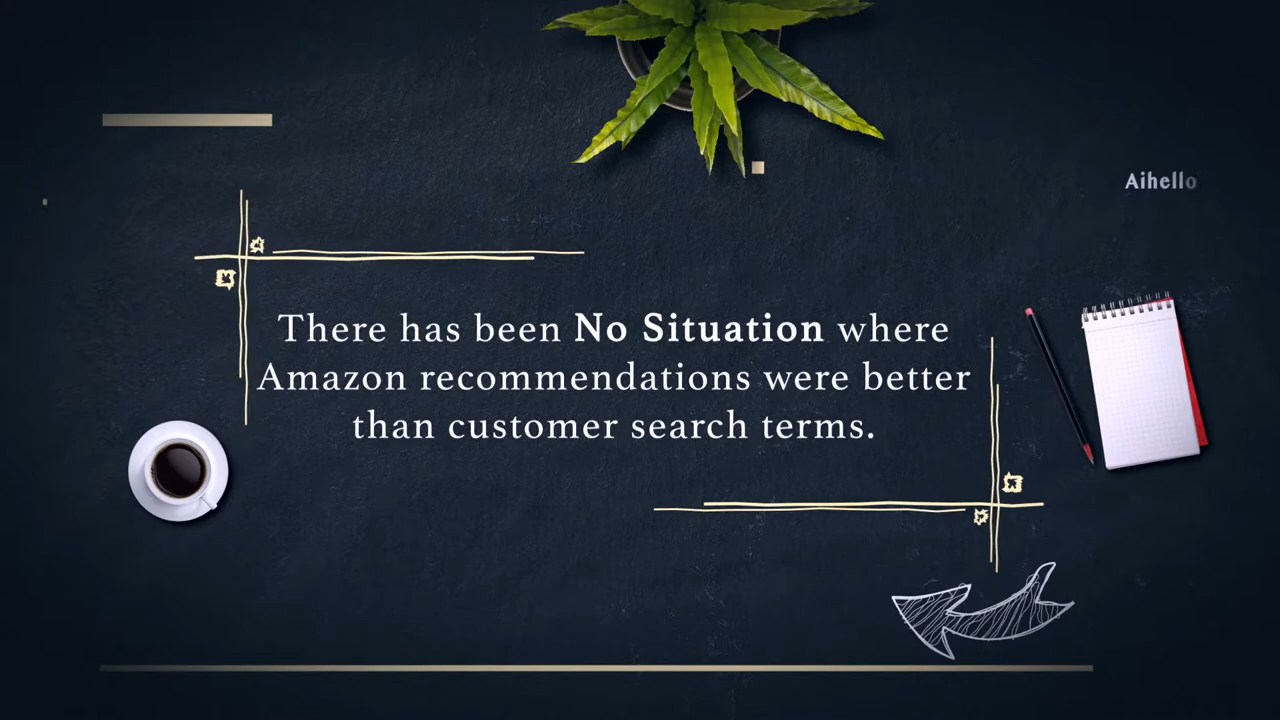 Aihello
There has been No Situation where
Amazon recommendations were better
than customer search terms.